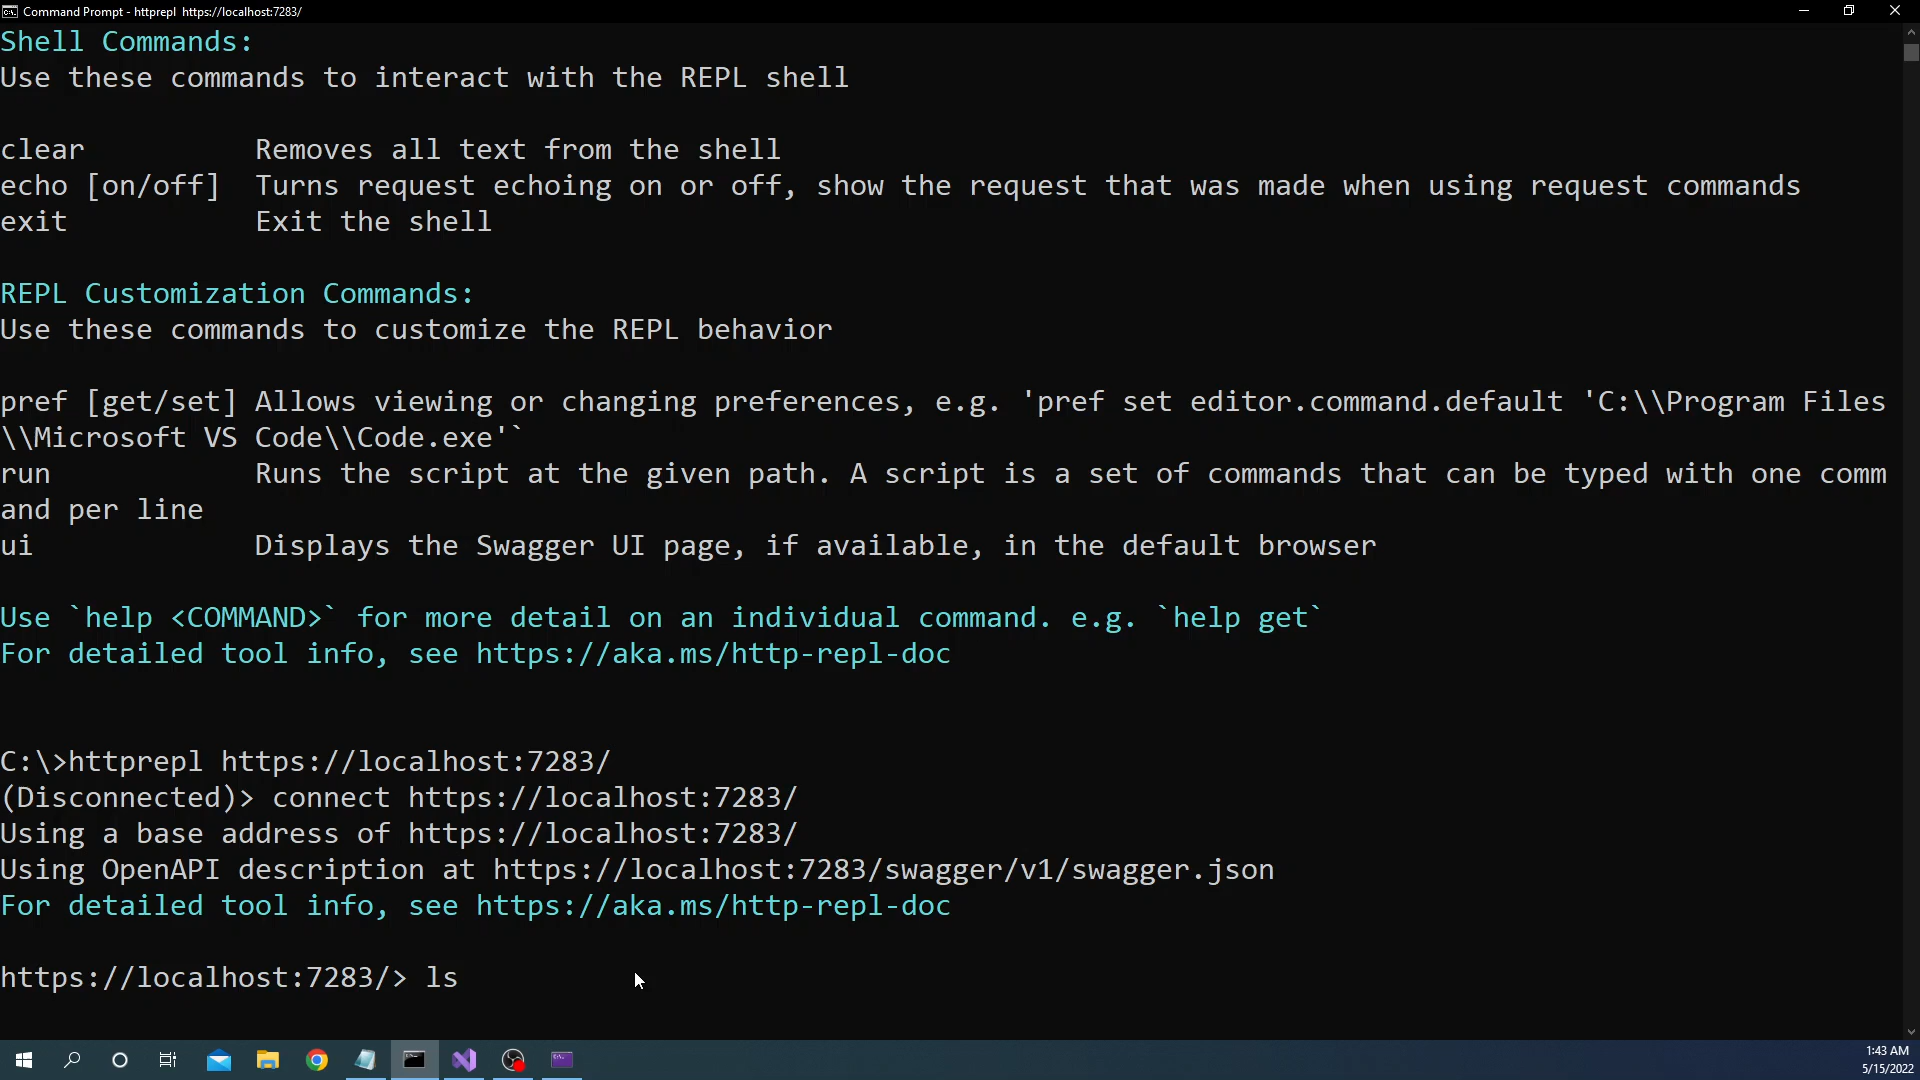 Command Prompt - httprepl  https://localhost:7283/
Shell Commands:
Use these commands to interact with the REPL shell
clear          Removes all text from the shell
echo [on/off]  Turns request echoing on or off, show the request that was made when using request commands
exit           Exit the shell
REPL Customization Commands:
Use these commands to customize the REPL behavior
pref [get/set] Allows viewing or changing preferences, e.g. 'pref set editor.command.default 'C:\\Program Files
\\Microsoft VS Code\\Code.exe'`
run            Runs the script at the given path. A script is a set of commands that can be typed with one comm
and per line
ui             Displays the Swagger UI page, if available, in the default browser
Use `help <COMMAND>` for more detail on an individual command. e.g. `help get`
For detailed tool info, see https://aka.ms/http-repl-doc
C:\>httprepl https://localhost:7283/
(Disconnected)> connect https://localhost:7283/
Using a base address of https://localhost:7283/
Using OpenAPI description at https://localhost:7283/swagger/v1/swagger.json
For detailed tool info, see https://aka.ms/http-repl-doc
https://localhost:7283/> ls
1:43 AM
5/15/2022